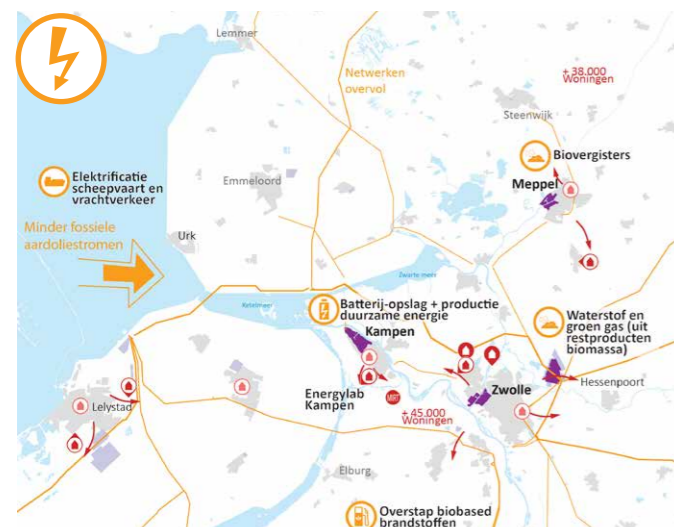 Lemmer
Netwerken
overvol
+ 38.000
Woningen
Steenwijk
Biovergisters
Meppel
Elektrificatie
scheepvaart en
vrachtverkeer
Emmeloord
Minder fossiele
aardoliestromen
Urk
Zwarte meer
Ketelmeer
Batterij-opslag + productie
duurzame energie
Kampen
Waterstof en
groen gas (uit
restproducten
biomassa)
Hessenpoort
Zwolle
Energylab
Kampen
MIRT
+ 45.000
Woningen
Lelystad
Elburg
Overstap biobased
brandstoffen